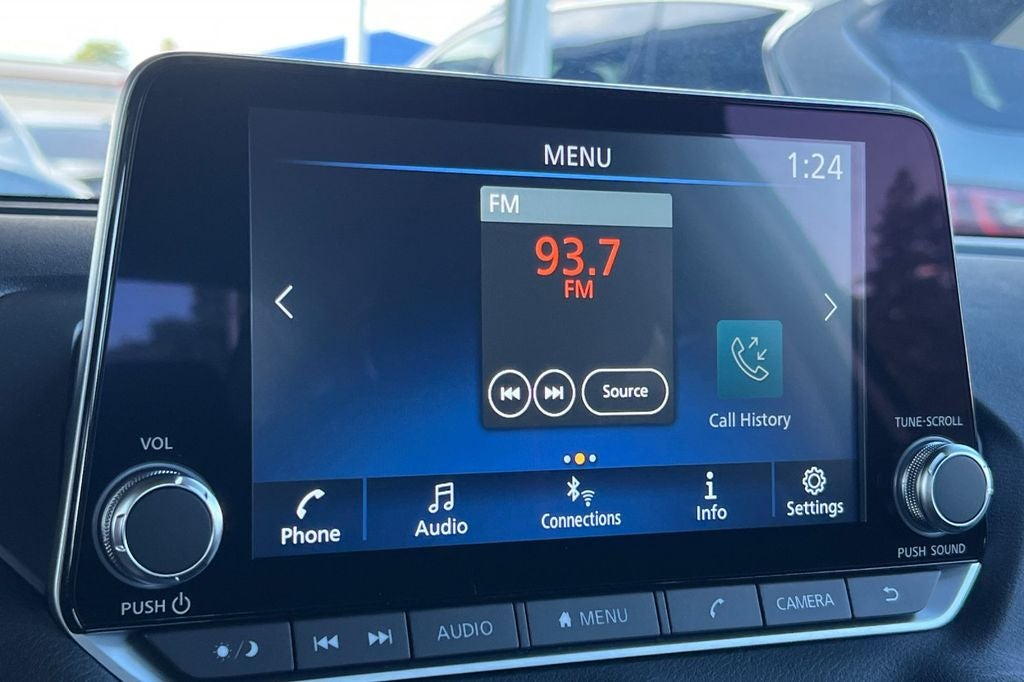 MENU
1:24
FM
93.7
FM
Source
Call History
Phone
Audio
Connections
Info
Settings
VOL
PUSH
TUNE·SCROLL
PUSH SOUND
AUDIO
MENU
CAMERA